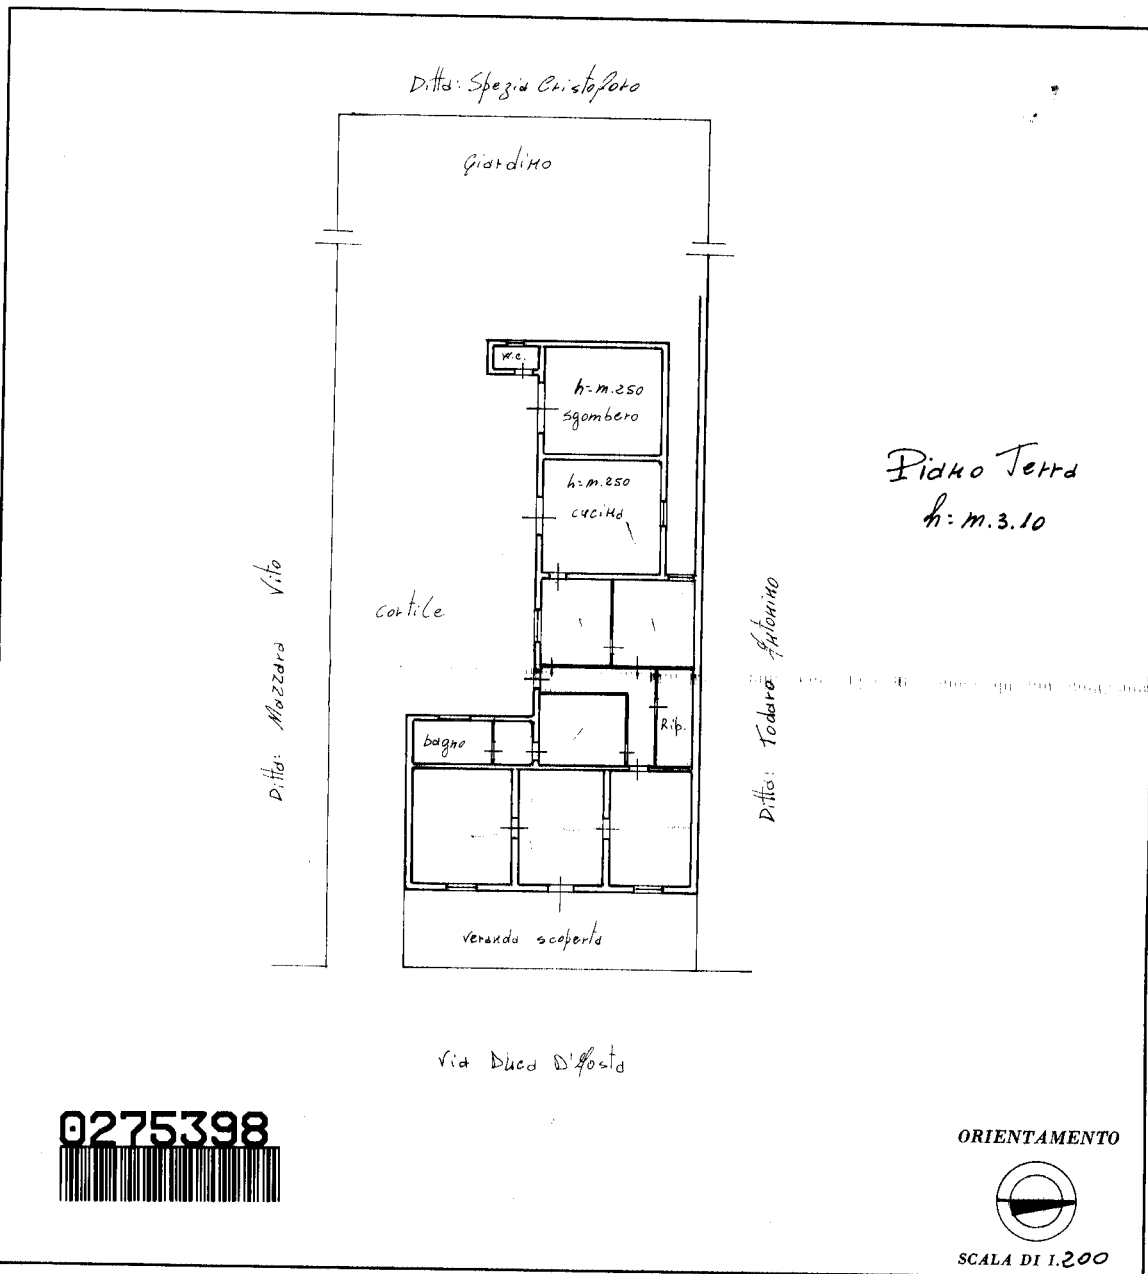 Ditta: Spezia Cristoforo
Giardino
w.c.
h=m.250
sgombero
h=m.250
cucina
Piano Terra
h=m.3.10
Ditta: Mazzara Vito
cortile
Ditta: Todaro Antonino
Rip.
bagno
veranda scoperta
Via Duca D'Aosta
0275398
ORIENTAMENTO
SCALA DI 1.200